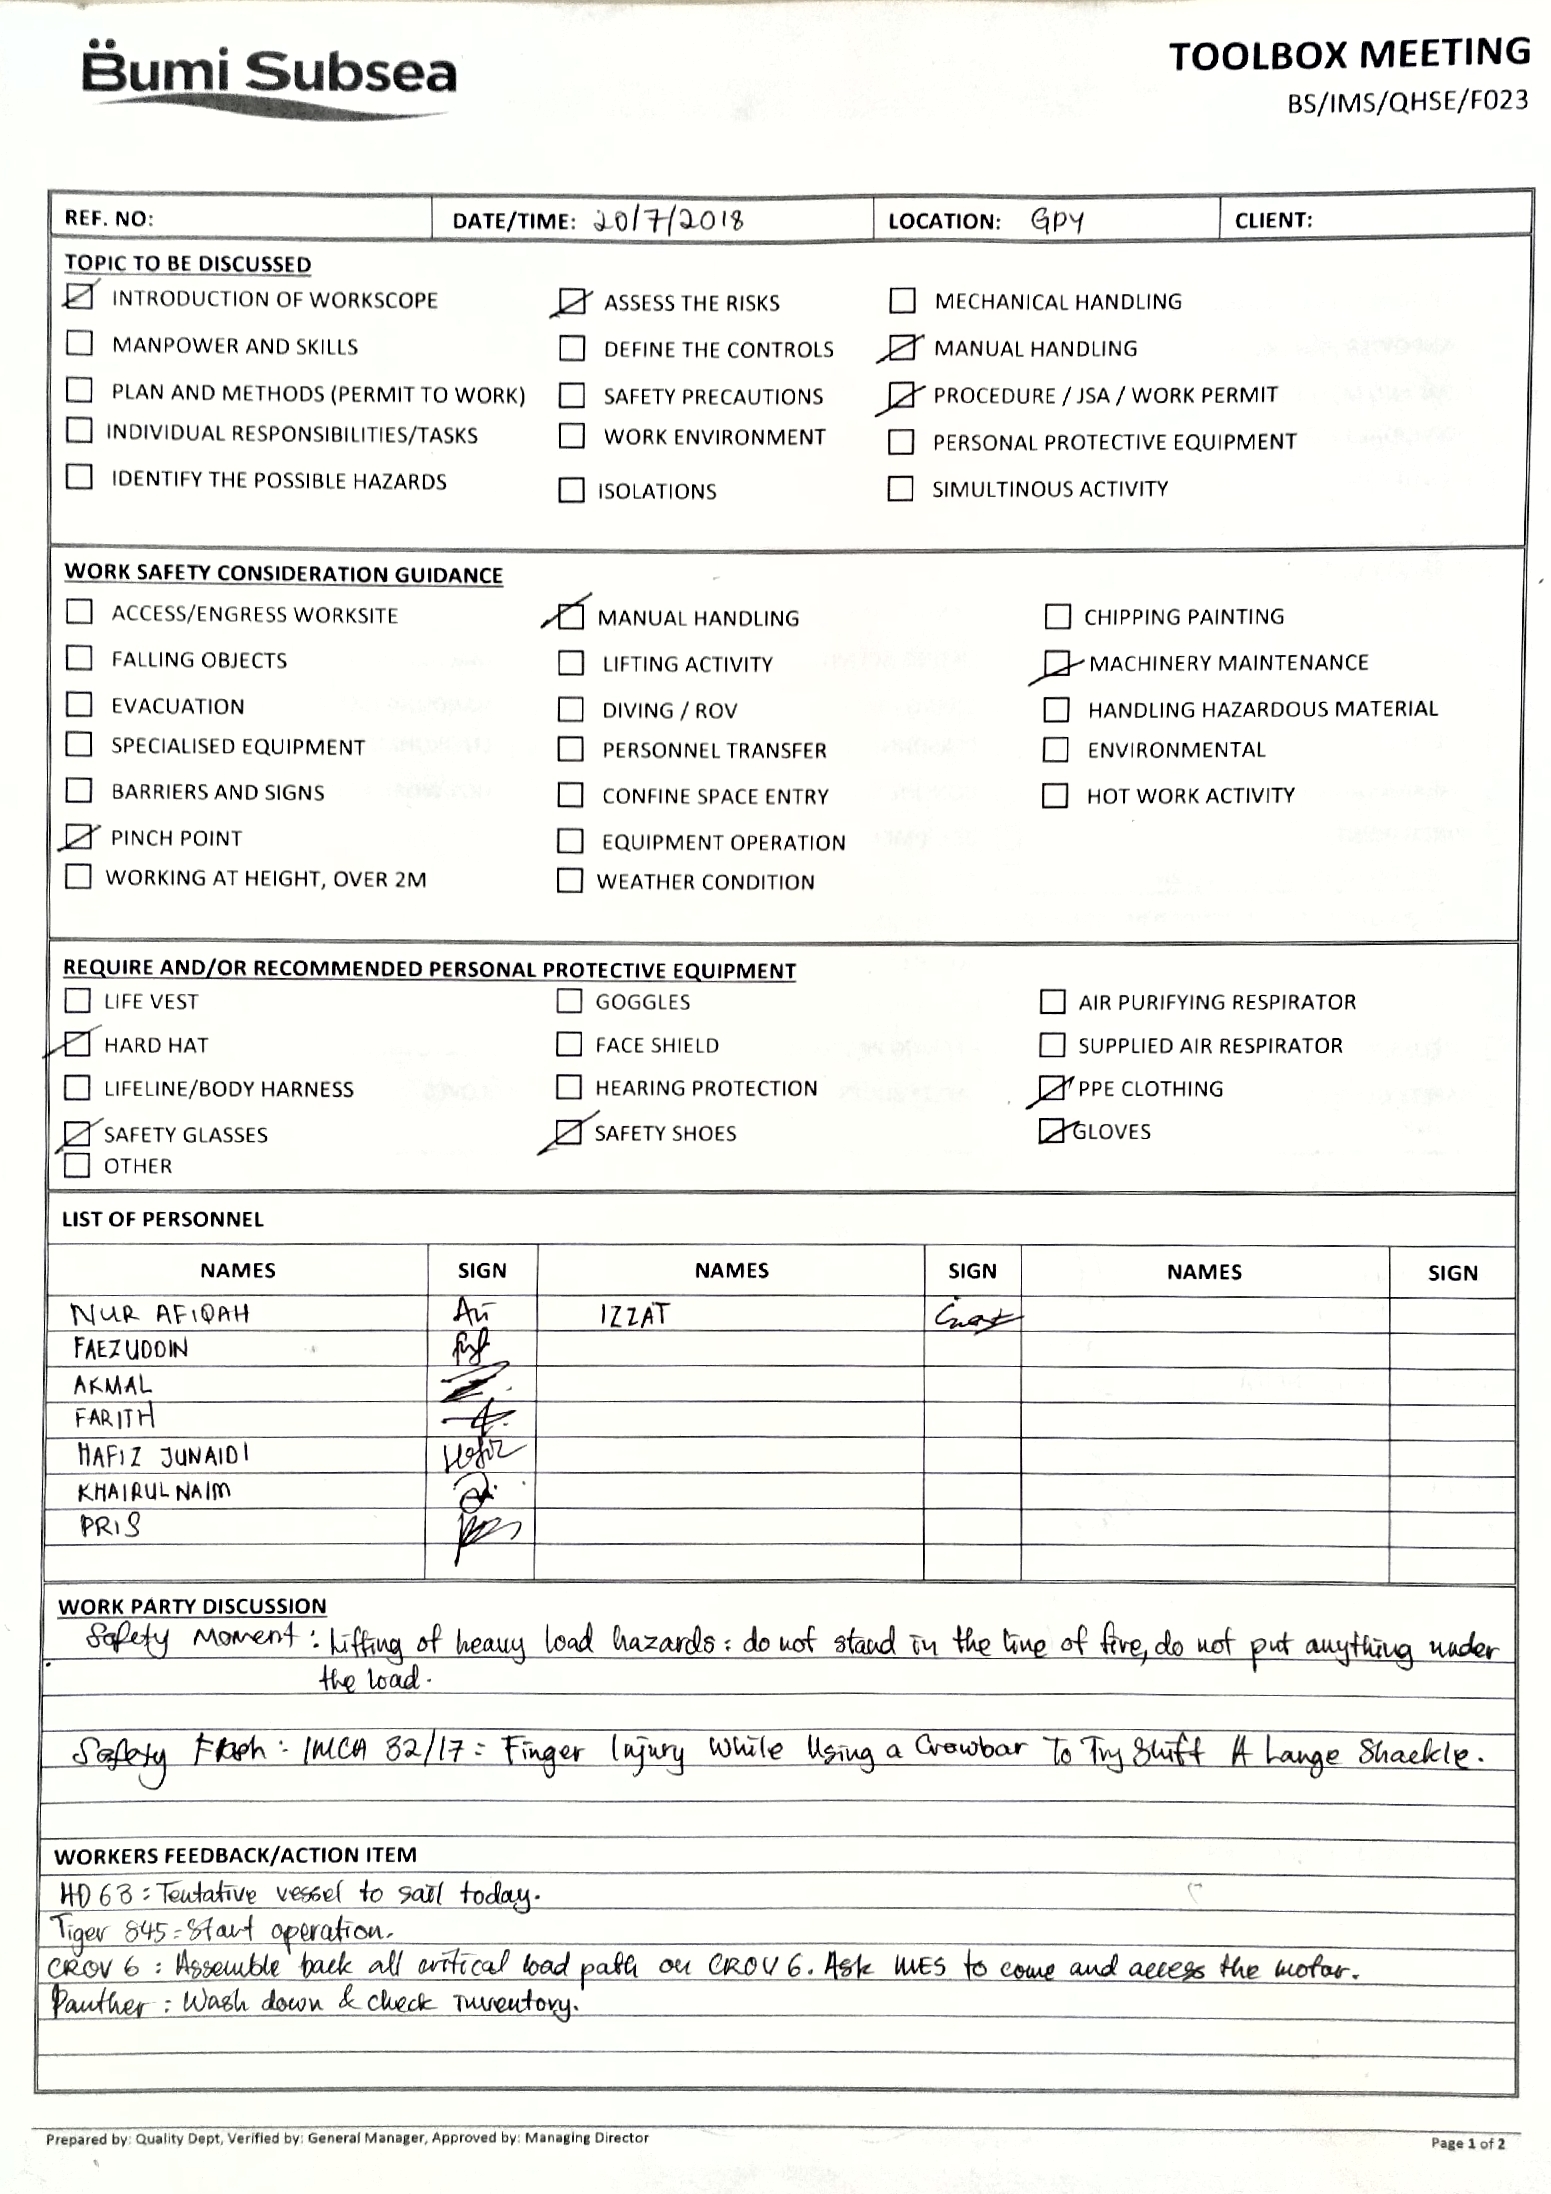 Bumi Subsea
TOOLBOX MEETING
BS/IMS/QHSE/F023
REF. NO: DATE/TIME: 20/7/2018 LOCATION: GPY CLIENT:
TOPIC TO BE DISCUSSED
INTRODUCTION OF WORKSCOPE ASSESS THE RISKS MECHANICAL HANDLING
MANPOWER AND SKILLS DEFINE THE CONTROLS MANUAL HANDLING
PLAN AND METHODS (PERMIT TO WORK) SAFETY PRECAUTIONS PROCEDURE / JSA / WORK PERMIT
INDIVIDUAL RESPONSIBILITIES/TASKS WORK ENVIRONMENT PERSONAL PROTECTIVE EQUIPMENT
IDENTIFY THE POSSIBLE HAZARDS ISOLATIONS SIMULTINOUS ACTIVITY
WORK SAFETY CONSIDERATION GUIDANCE
ACCESS/ENGRESS WORKSITE MANUAL HANDLING CHIPPING PAINTING
FALLING OBJECTS LIFTING ACTIVITY MACHINERY MAINTENANCE
EVACUATION DIVING / ROV HANDLING HAZARDOUS MATERIAL
SPECIALISED EQUIPMENT PERSONNEL TRANSFER ENVIRONMENTAL
BARRIERS AND SIGNS CONFINE SPACE ENTRY HOT WORK ACTIVITY
PINCH POINT EQUIPMENT OPERATION
WORKING AT HEIGHT, OVER 2M WEATHER CONDITION
REQUIRE AND/OR RECOMMENDED PERSONAL PROTECTIVE EQUIPMENT
LIFE VEST GOGGLES AIR PURIFYING RESPIRATOR
HARD HAT FACE SHIELD SUPPLIED AIR RESPIRATOR
LIFELINE/BODY HARNESS HEARING PROTECTION PPE CLOTHING
SAFETY GLASSES SAFETY SHOES GLOVES
OTHER
LIST OF PERSONNEL
NAMES SIGN NAMES SIGN NAMES SIGN
NUR AFIQAH IZZAT
FAEZUDDIN
AKMAL
FARITH
HAFIZ JUNAIDI
KHAIRUL NAIM
PRIS
WORK PARTY DISCUSSION
Safety Moment : Lifting of heavy load hazards : do not stand in the line of fire, do not put anything under
the load.
Safety Flash : IMCA 32/17 : Finger Injury While Using a Crowbar To Try Shift A Large Shackle.
WORKERS FEEDBACK/ACTION ITEM
HD 63 : Tentative vessel to sail today.
Tiger 845 : Start operation.
CROV 6 : Assemble back all critical load path on CROV 6. Ask MES to come and access the motor.
Panther : Wash down & check inventory.
Prepared by: Quality Dept, Verified by: General Manager, Approved by: Managing Director
Page 1 of 2